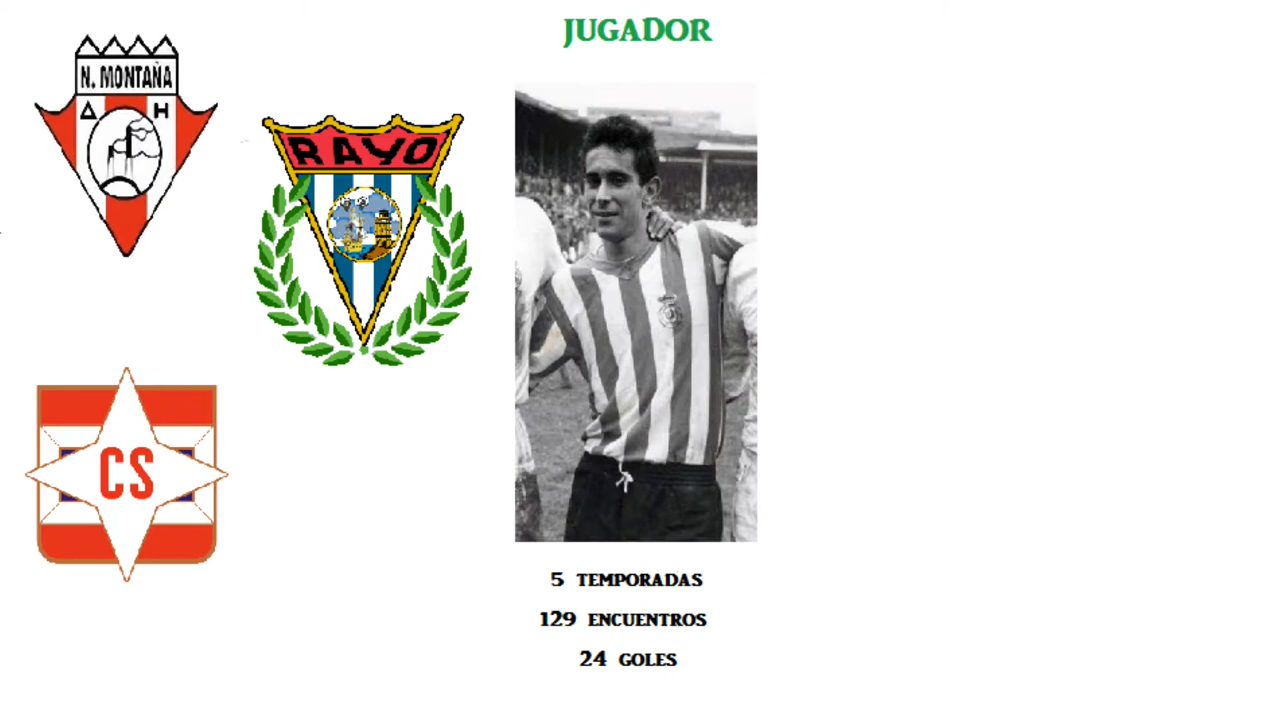 JUGADOR
N. MONTAÑA
Δ H
RAYO
CS
5 TEMPORADAS
129 ENCUENTROS
24 GOLES